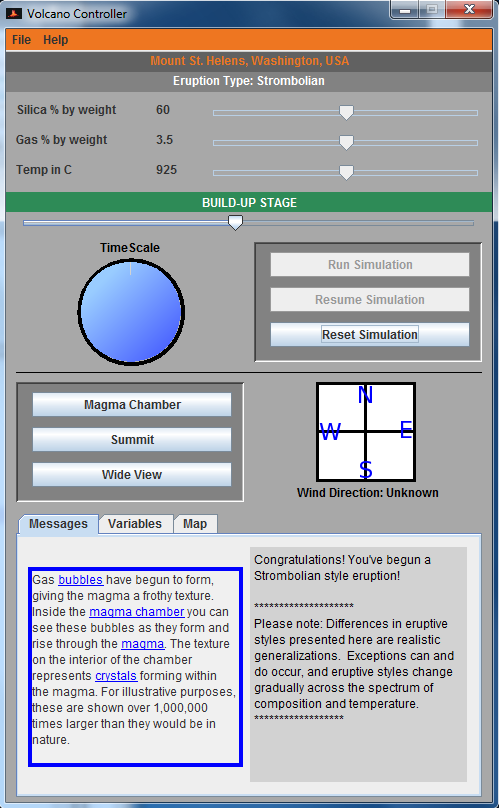 Volcano Controller
File Help
Mount St. Helens, Washington, USA
Eruption Type: Strombolian
Silica % by weight 60
Gas % by weight 3.5
Temp in C 925
BUILD-UP STAGE
TimeScale
Run Simulation
Resume Simulation
Reset Simulation
Magma Chamber
Summit
Wide View
N
W E
S
Wind Direction: Unknown
Messages Variables Map
Gas bubbles have begun to form,
giving the magma a frothy texture.
Inside the magma chamber you can
see these bubbles as they form and
rise through the magma. The texture
on the interior of the chamber
represents crystals forming within
the magma. For illustrative purposes,
these are shown over 1,000,000
times larger than they would be in
nature.
Congratulations! You've begun a
Strombolian style eruption!
********************
Please note: Differences in eruptive
styles presented here are realistic
generalizations. Exceptions can and
do occur, and eruptive styles change
gradually across the spectrum of
composition and temperature.
******************